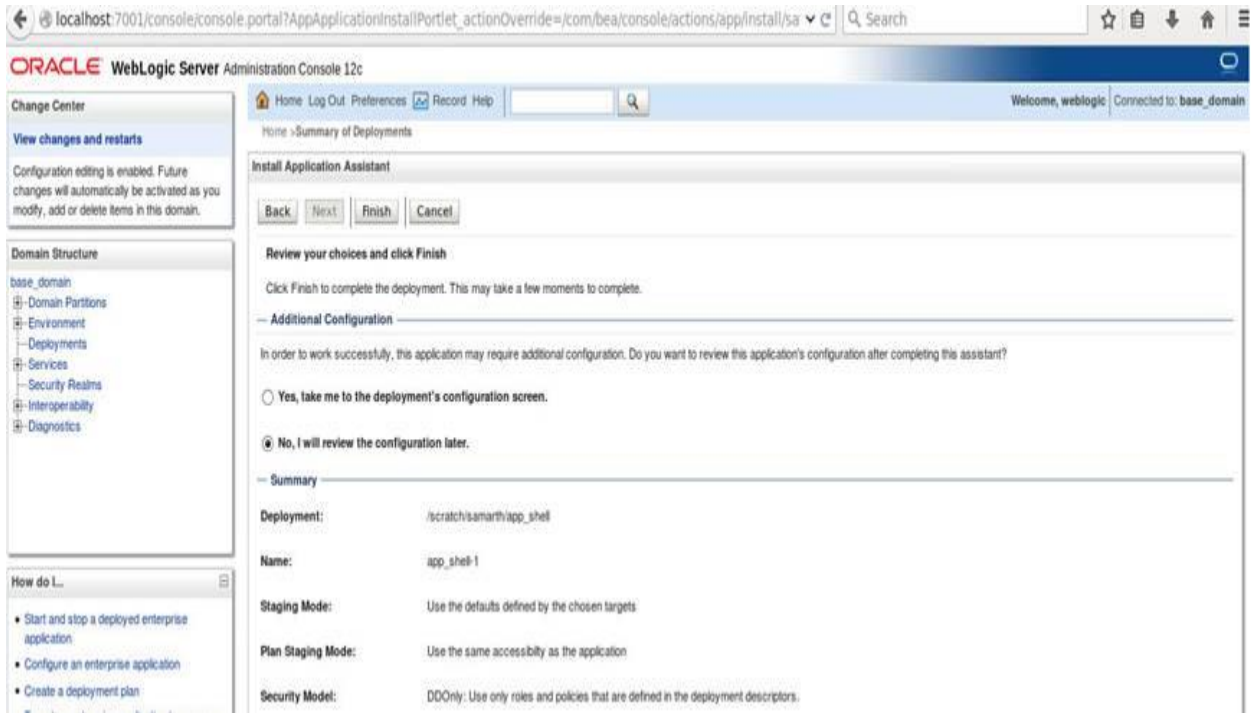 localhost:7001/console/console.portal?AppApplicationInstallPortlet_actionOverride=/com/bea/console/actions/app/install/sa
Search
ORACLE WebLogic Server Administration Console 12c
Change Center
View changes and restarts
Configuration editing is enabled. Future
changes will automatically be activated as you
modify, add or delete items in this domain.
Domain Structure
base_domain
Domain Partitions
Environment
Deployments
Services
Security Realms
Interoperability
Diagnostics
How do I...
Start and stop a deployed enterprise
application
Configure an enterprise application
Create a deployment plan
Home Log Out Preferences Record Help
Welcome, weblogic Connected to: base_domain
Home >Summary of Deployments
Install Application Assistant
Back Next Finish Cancel
Review your choices and click Finish
Click Finish to complete the deployment. This may take a few moments to complete.
Additional Configuration
In order to work successfully, this application may require additional configuration. Do you want to review this application's configuration after completing this assistant?
Yes, take me to the deployment's configuration screen.
No, I will review the configuration later.
Summary
Deployment: /scratch/samarth/app_shell
Name: app_shell-1
Staging Mode: Use the defaults defined by the chosen targets
Plan Staging Mode: Use the same accessibilty as the application
Security Model: DDOnly: Use only roles and policies that are defined in the deployment descriptors.